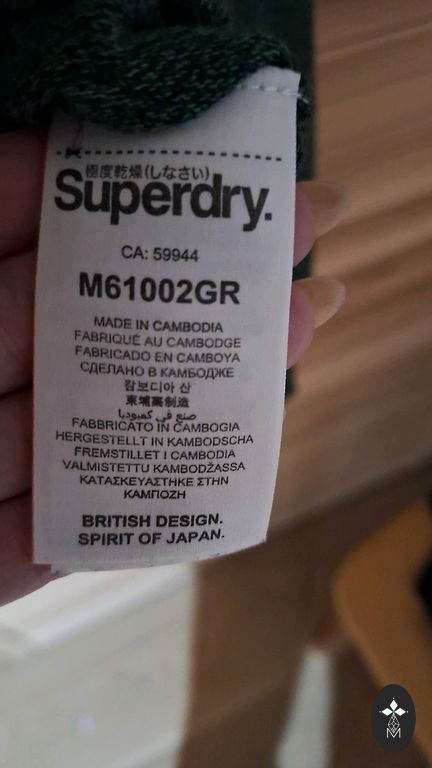 極度乾燥(しなさい)
Superdry.
CA: 59944
M61002GR
MADE IN CAMBODIA
FABRIQUÉ AU CAMBODGE
FABRICADO EN CAMBOYA
СДЕЛАНО В КАМБОДЖЕ
캄보디아 산
柬埔寨制造
صنع في كمبوديا
FABBRICATO IN CAMBOGIA
HERGESTELLT IN KAMBODSCHA
FREMSTILLET I CAMBODIA
VALMISTETTU KAMBODŽASSA
ΚΑΤΑΣΚΕΥΑΣΤΗΚΕ ΣΤΗΝ
ΚΑΜΠΟΖΗ
BRITISH DESIGN.
SPIRIT OF JAPAN.
M